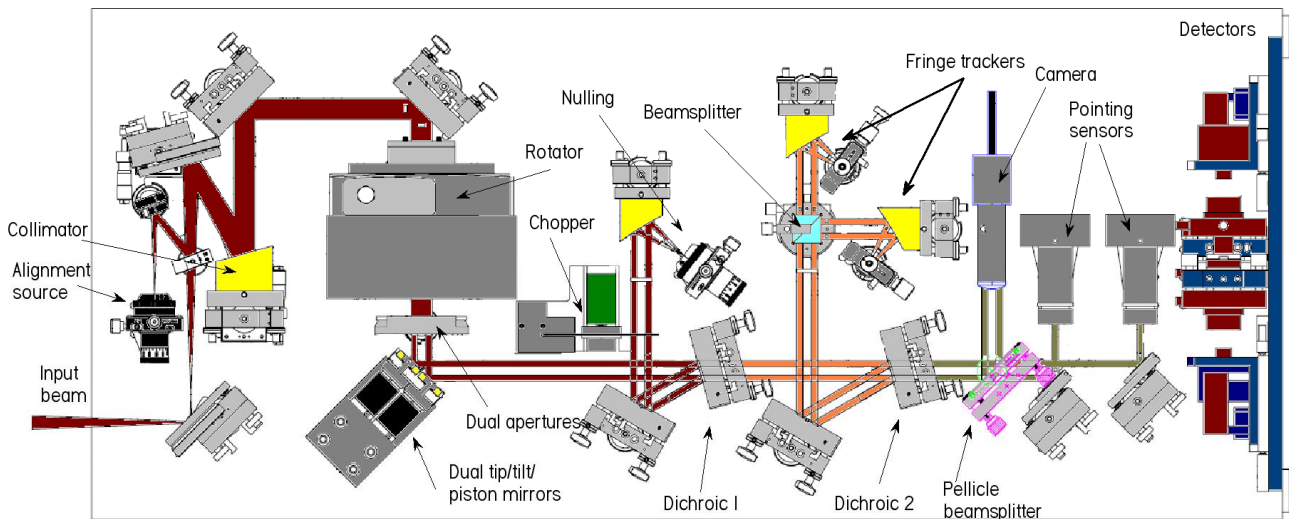 Detectors
Fringe trackers
Camera
Pointing
sensors
Nulling
Beamsplitter
Rotator
Chopper
Collimator
Alignment
source
Input
beam
Dual apertures
Dual tip/tilt/
piston mirrors
Dichroic 1
Dichroic 2
Pellicle
beamsplitter